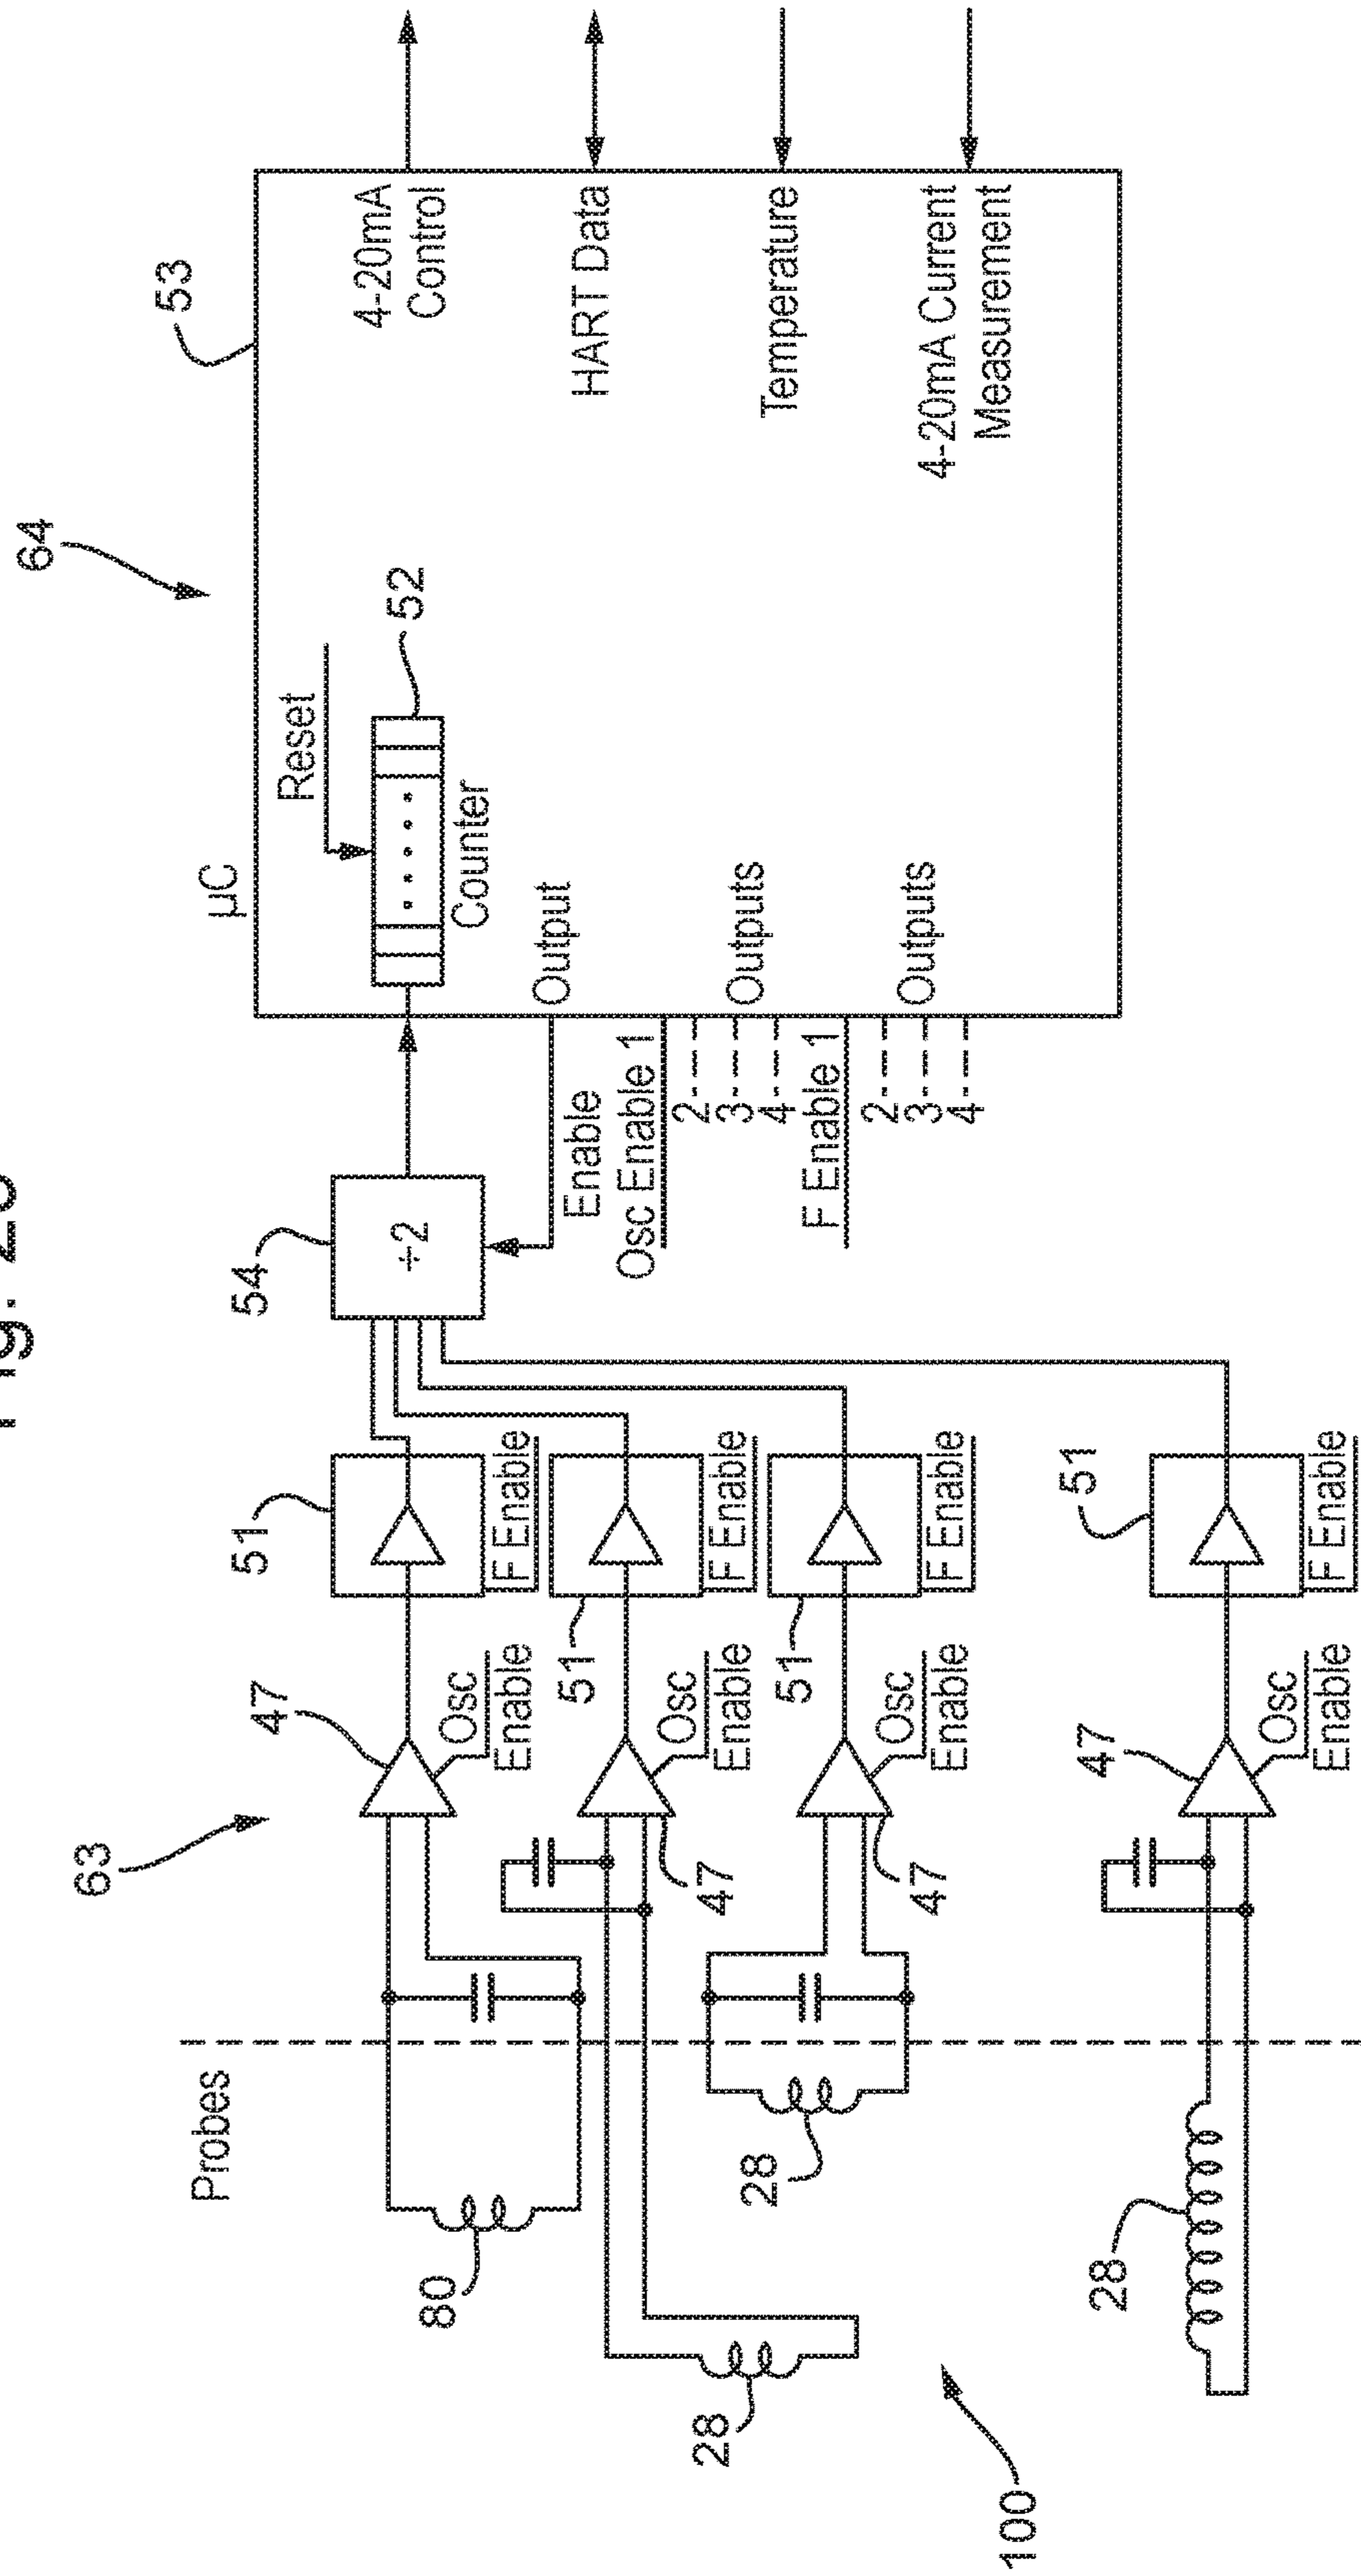 Fig.
64
63
53
Probes
µC
54
51
47
Reset
4-20mA
Control
52
÷2
80
Osc
Enable
F Enable
Counter
Output
Enable
HART Data
51
Osc Enable 1
2
3
4
Outputs
28
47
Osc
Enable
F Enable
28
51
Temperature
F Enable 1
2
3
4
Outputs
47
Osc
Enable
F Enable
4-20mA Current
Measurement
100
28
47
51
Osc
Enable
F Enable